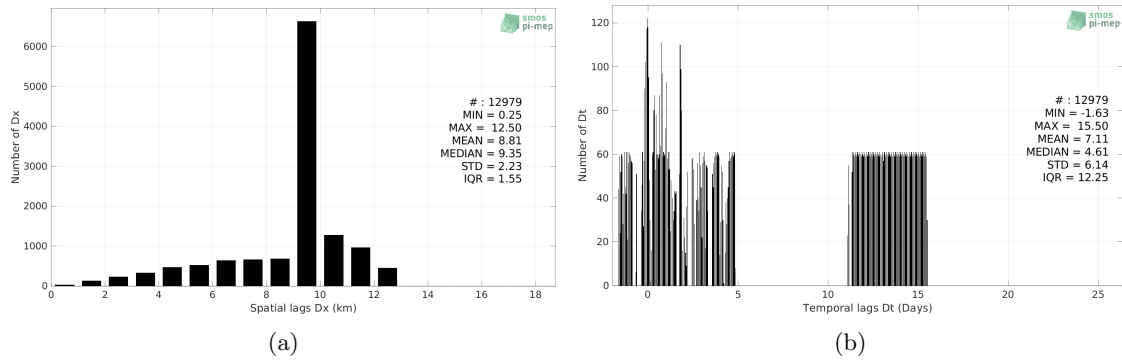 smos
pi-mep
6000
5000
4000
3000
2000
1000
0
Number of Dx
# : 12979
MIN = 0.25
MAX = 12.50
MEAN = 8.81
MEDIAN = 9.35
STD = 2.23
IQR = 1.55
0 2 4 6 8 10 12 14 16 18
Spatial lags Dx (km)
(a)
smos
pi-mep
120
100
80
60
40
20
0
Number of Dt
# : 12979
MIN = -1.63
MAX = 15.50
MEAN = 7.11
MEDIAN = 4.61
STD = 6.14
IQR = 12.25
0 5 10 15 20 25
Temporal lags Dt (Days)
(b)